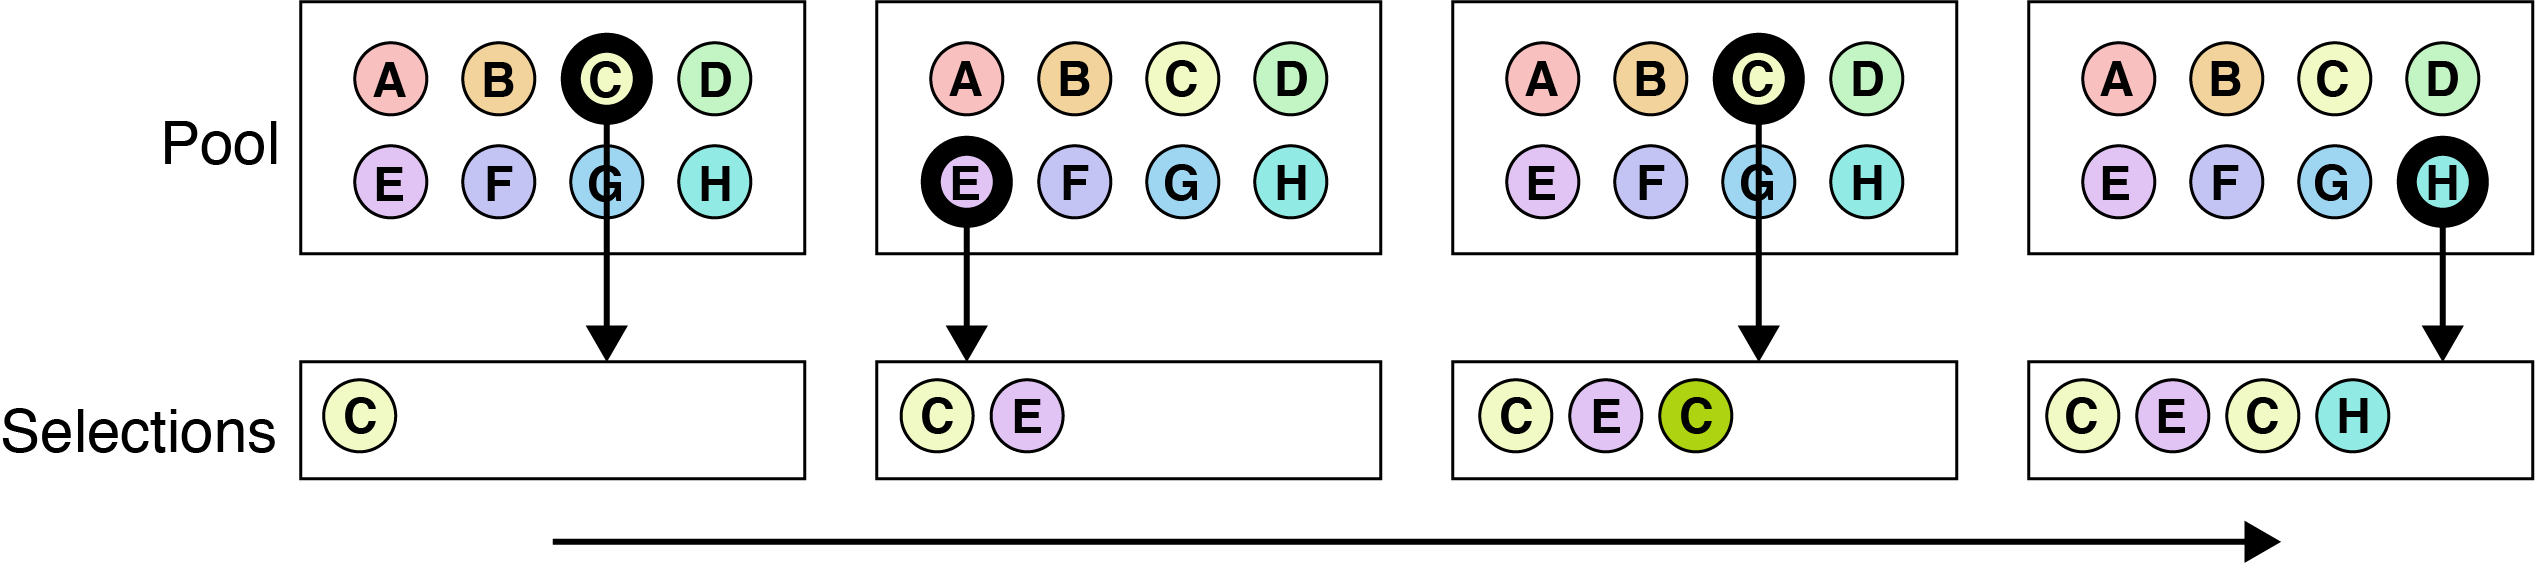 A B C D A B C D A B C D A B C D
Pool
E F G H E F G H E F G H E F G H
Selections
C C E C E C C E C H